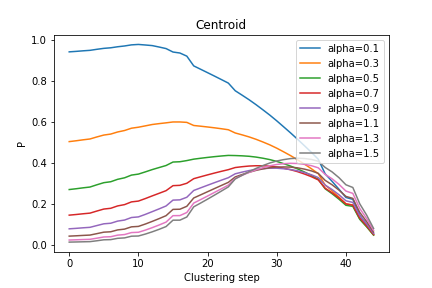 Centroid
1.0
0.8
0.6
0.4
0.2
0.0
P
0
10
20
30
40
Clustering step
alpha=0.1
alpha=0.3
alpha=0.5
alpha=0.7
alpha=0.9
alpha=1.1
alpha=1.3
alpha=1.5